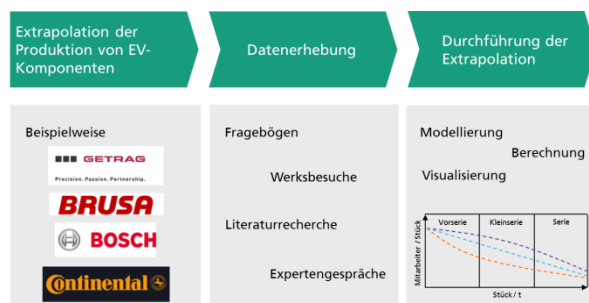 Extrapolation der
Produktion von EV-
Komponenten
Datenerhebung
Durchführung der
Extrapolation
Beispielweise
GETRAG
Precision. Passion. Partnership.
BRUSA
BOSCH
Continental
Fragebögen
Werksbesuche
Literaturrecherche
Expertengespräche
Modellierung
Berechnung
Visualisierung
Mitarbeiter / Stück
Vorserie
Kleinserie
Serie
Stück/ t